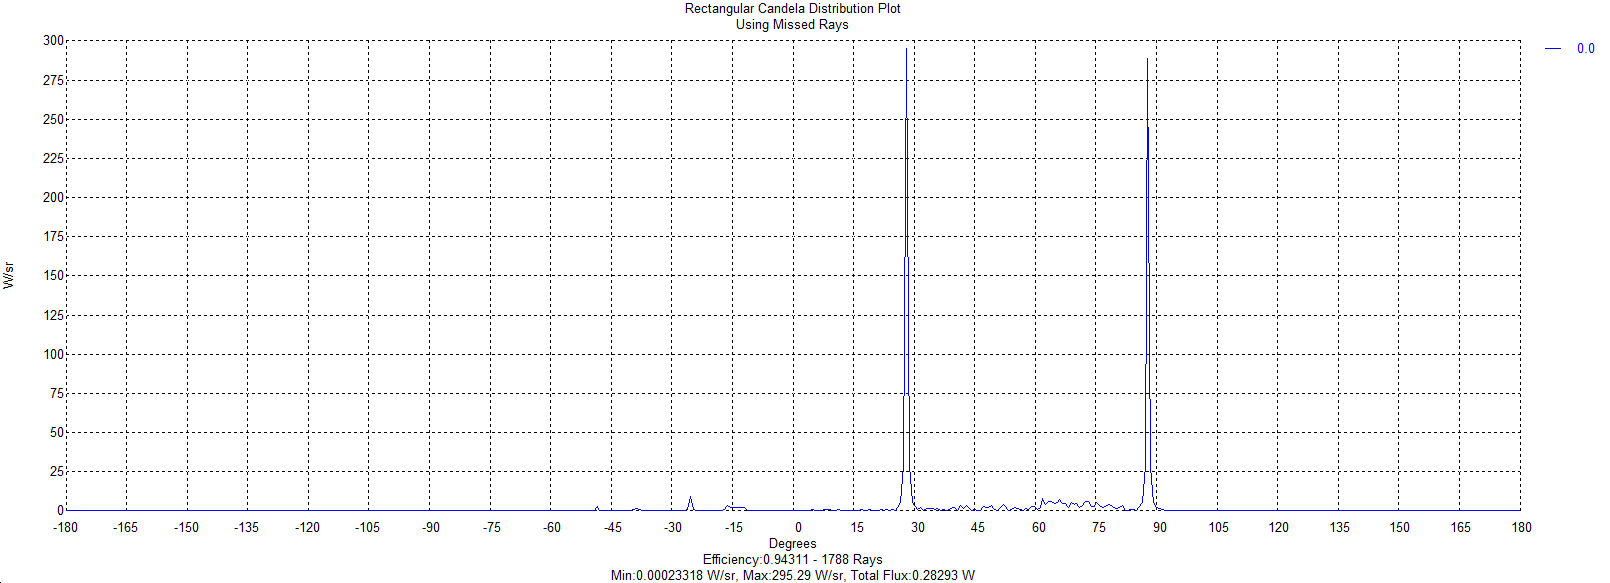 Rectangular Candela Distribution Plot
Using Missed Rays
0.0
300
275
250
225
200
175
150
125
100
75
50
25
0
W/sr
-180 -165 -150 -135 -120 -105 -90 -75 -60 -45 -30 -15 0 15 30 45 60 75 90 105 120 135 150 165 180
Degrees
Efficiency:0.94311 - 1788 Rays
Min:0.00023318 W/sr, Max:295.29 W/sr, Total Flux:0.28293 W